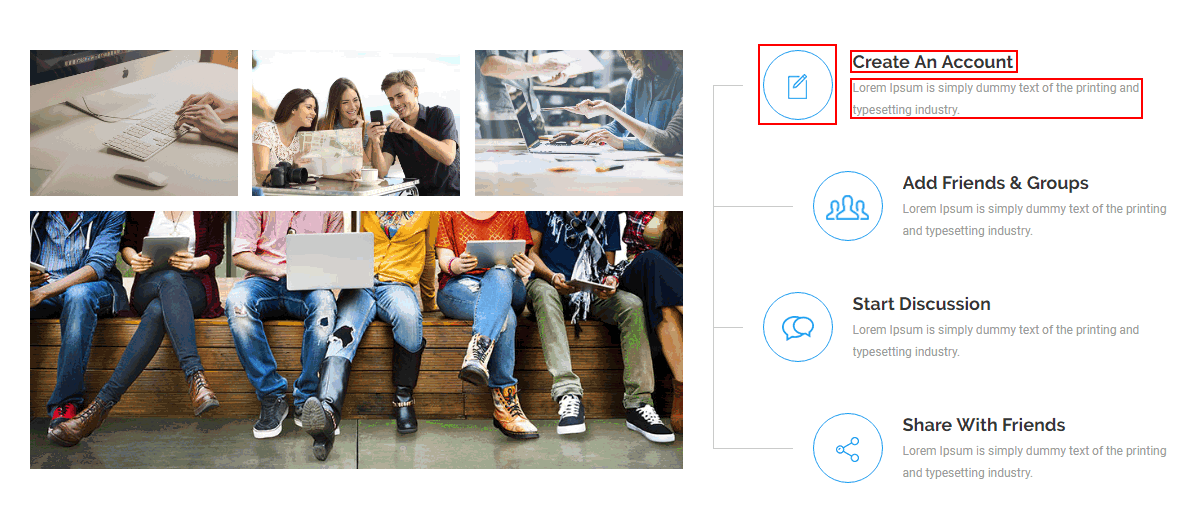 Create An Account
Lorem Ipsum is simply dummy text of the printing and
typesetting industry.
Add Friends & Groups
Lorem Ipsum is simply dummy text of the printing
and typesetting industry.
Start Discussion
Lorem Ipsum is simply dummy text of the printing and
typesetting industry.
Share With Friends
Lorem Ipsum is simply dummy text of the printing
and typesetting industry.